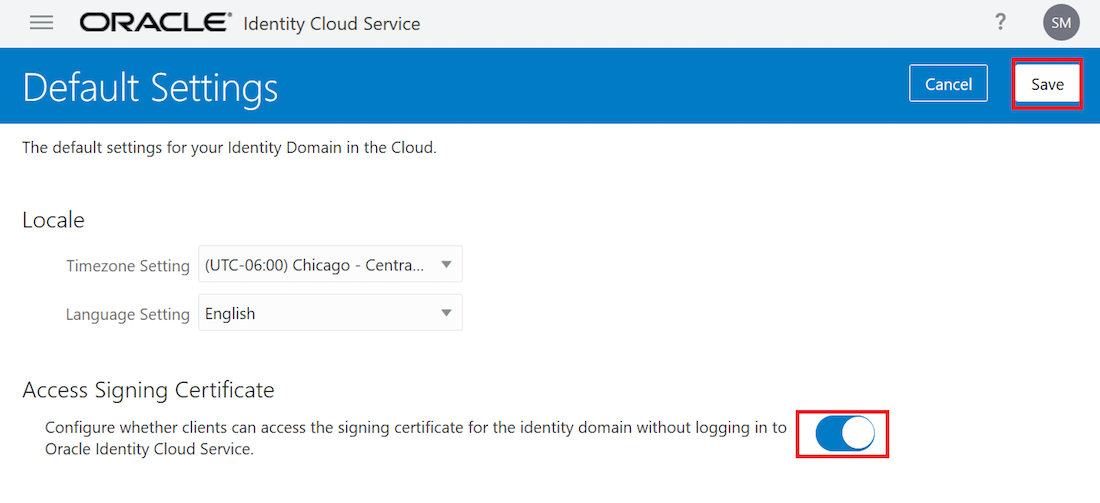 ORACLE® Identity Cloud Service ? SM
Default Settings Cancel Save
The default settings for your Identity Domain in the Cloud.
Locale
Timezone Setting (UTC-06:00) Chicago - Centra...
Language Setting English
Access Signing Certificate
Configure whether clients can access the signing certificate for the identity domain without logging in to
Oracle Identity Cloud Service.